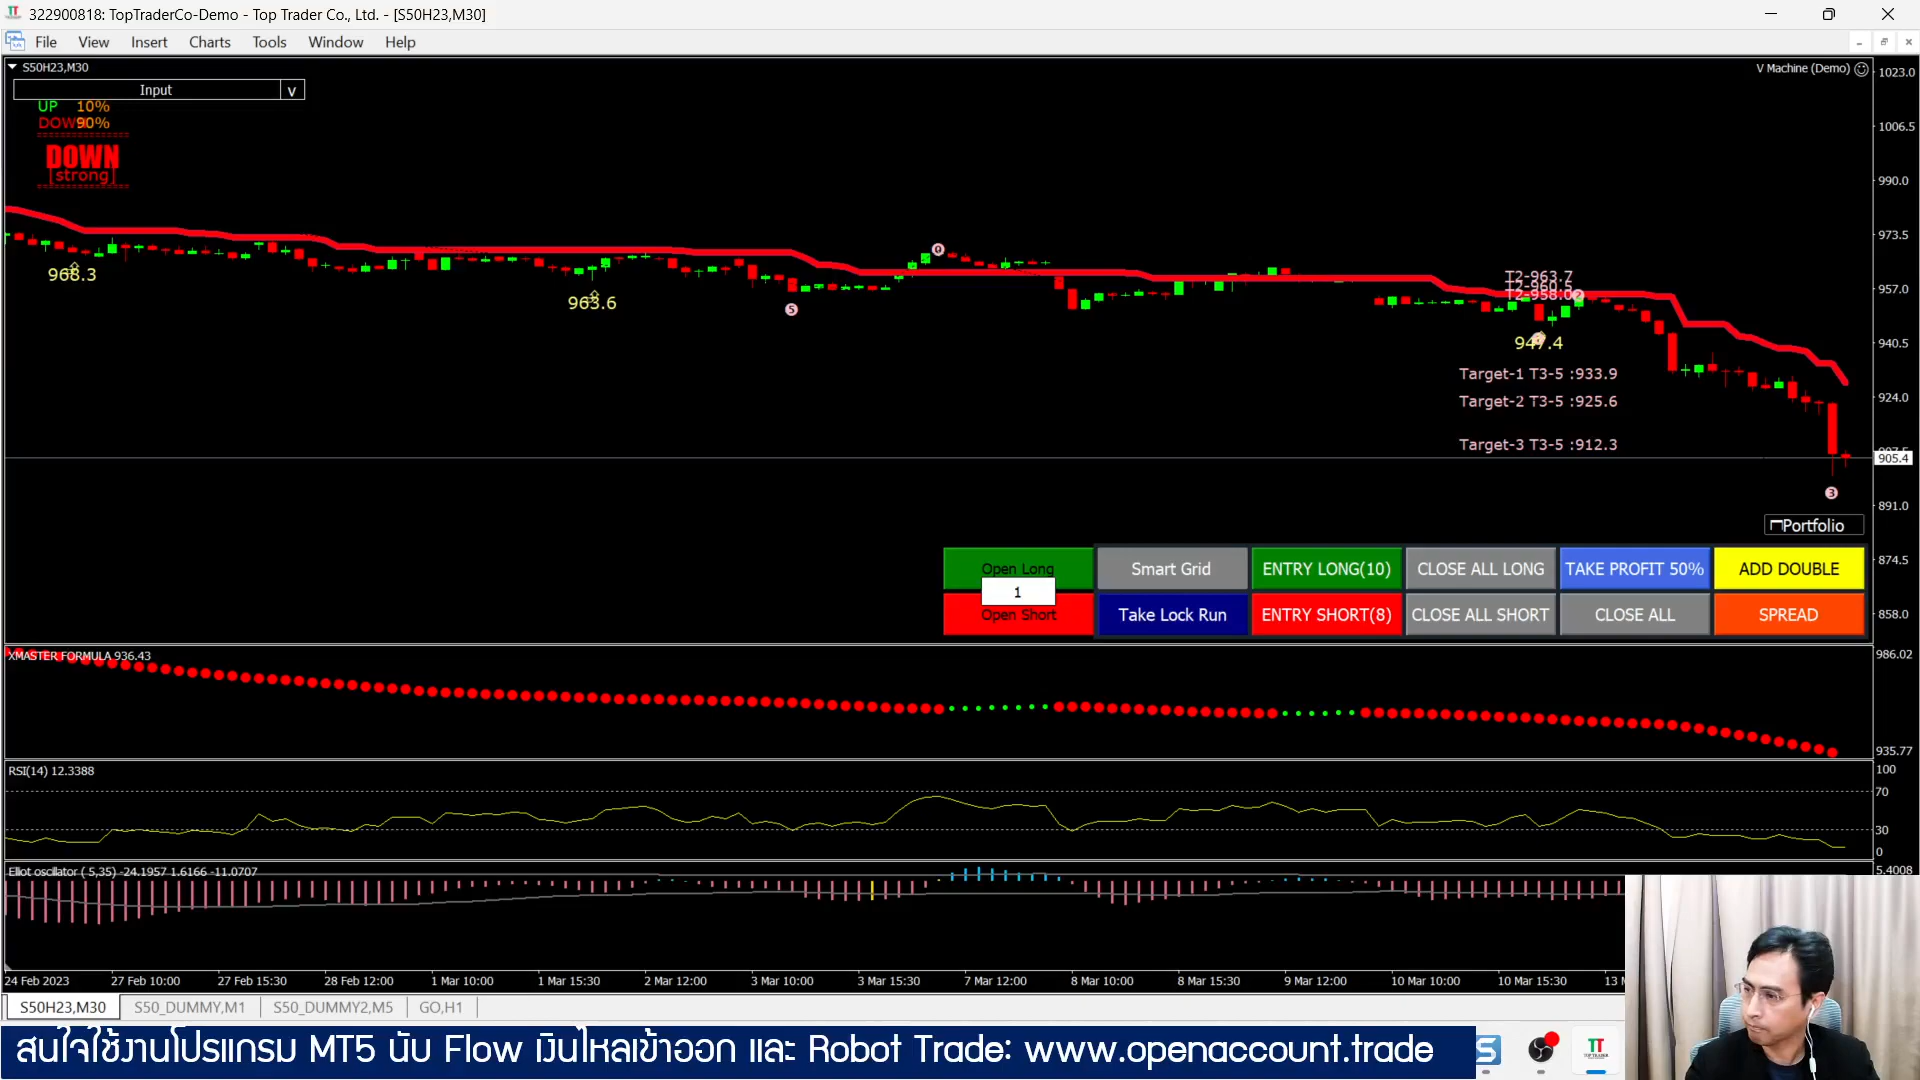 322900818: TopTraderCo-Demo - Top Trader Co., Ltd. - [S50H23,M30]
File View Insert Charts Tools Window Help
S50H23,M30
V Machine (Demo)
Input v
UP 10%
DOWN 90%
DOWN
[strong]
968.3
963.6
5
0
T2-963.7
T2-960.5
T2-958.0
2
947.4
Target-1 T3-5 :933.9
Target-2 T3-5 :925.6
Target-3 T3-5 :912.3
3
1023.0
1006.5
990.0
973.5
957.0
940.5
924.0
905.4
891.0
874.5
858.0
Portfolio
Open Long
1
Open Short
Smart Grid
ENTRY LONG(10)
CLOSE ALL LONG
TAKE PROFIT 50%
ADD DOUBLE
Take Lock Run
ENTRY SHORT(8)
CLOSE ALL SHORT
CLOSE ALL
SPREAD
XMASTER FORMULA 936.43
986.02
935.77
RSI(14) 12.3388
100
70
30
0
Elliot oscilator ( 5,35) -24.1957 1.6166 -11.0707
5.4008
24 Feb 2023 27 Feb 10:00 27 Feb 15:30 28 Feb 12:00 1 Mar 10:00 1 Mar 15:30 2 Mar 12:00 3 Mar 10:00 3 Mar 15:30 7 Mar 12:00 8 Mar 10:00 8 Mar 15:30 9 Mar 12:00 10 Mar 10:00 10 Mar 15:30 13 M
S50H23,M30 S50_DUMMY,M1 S50_DUMMY2,M5 GO,H1
สนใจใช้งานโปรแกรม MT5 นับ Flow เงินไหลเข้าออก และ Robot Trade: www.openaccount.trade
S
TT
TOP TRADER